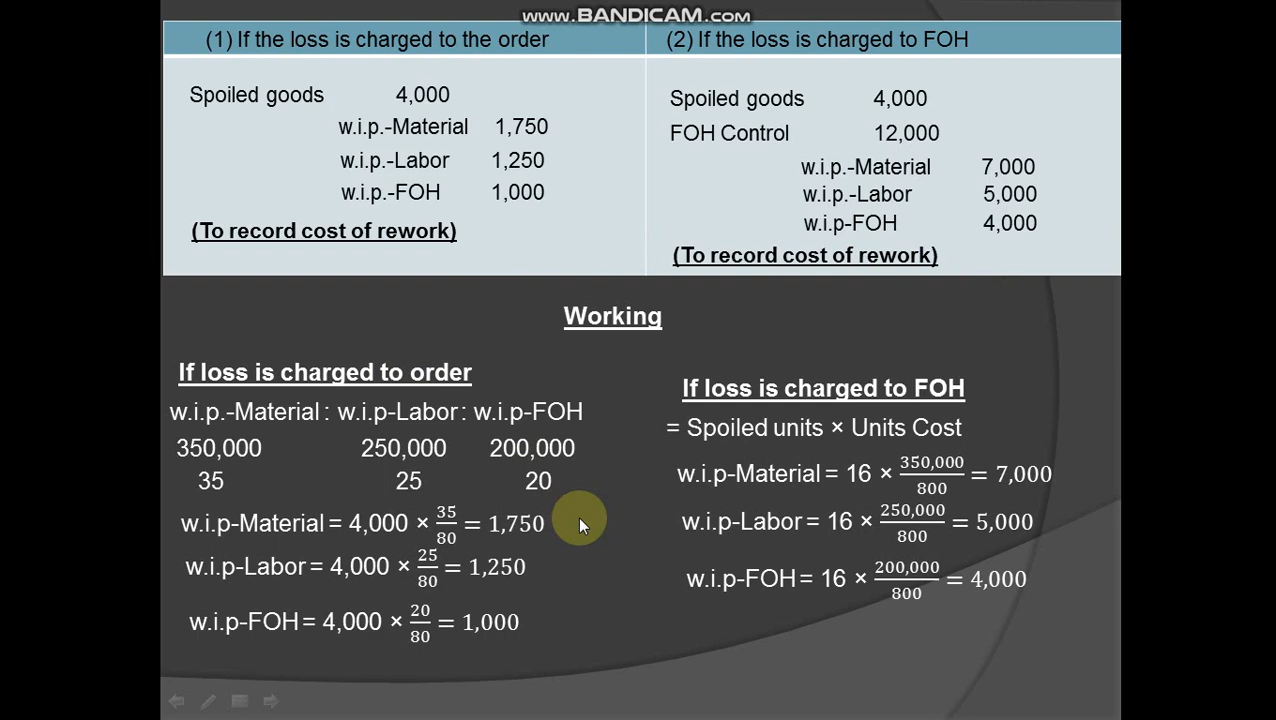 www.BANDICAM.com
(1) If the loss is charged to the order
Spoiled goods 4,000
w.i.p.-Material 1,750
w.i.p.-Labor 1,250
w.i.p.-FOH 1,000
(To record cost of rework)
(2) If the loss is charged to FOH
Spoiled goods 4,000
FOH Control 12,000
w.i.p.-Material 7,000
w.i.p.-Labor 5,000
w.i.p-FOH 4,000
(To record cost of rework)
Working
If loss is charged to order
w.i.p.-Material : w.i.p-Labor : w.i.p-FOH
350,000 250,000 200,000
35 25 20
w.i.p-Material = 4,000 × 35/80 = 1,750
w.i.p-Labor = 4,000 × 25/80 = 1,250
w.i.p-FOH = 4,000 × 20/80 = 1,000
If loss is charged to FOH
= Spoiled units × Units Cost
w.i.p-Material = 16 × 350,000/800 = 7,000
w.i.p-Labor = 16 × 250,000/800 = 5,000
w.i.p-FOH = 16 × 200,000/800 = 4,000